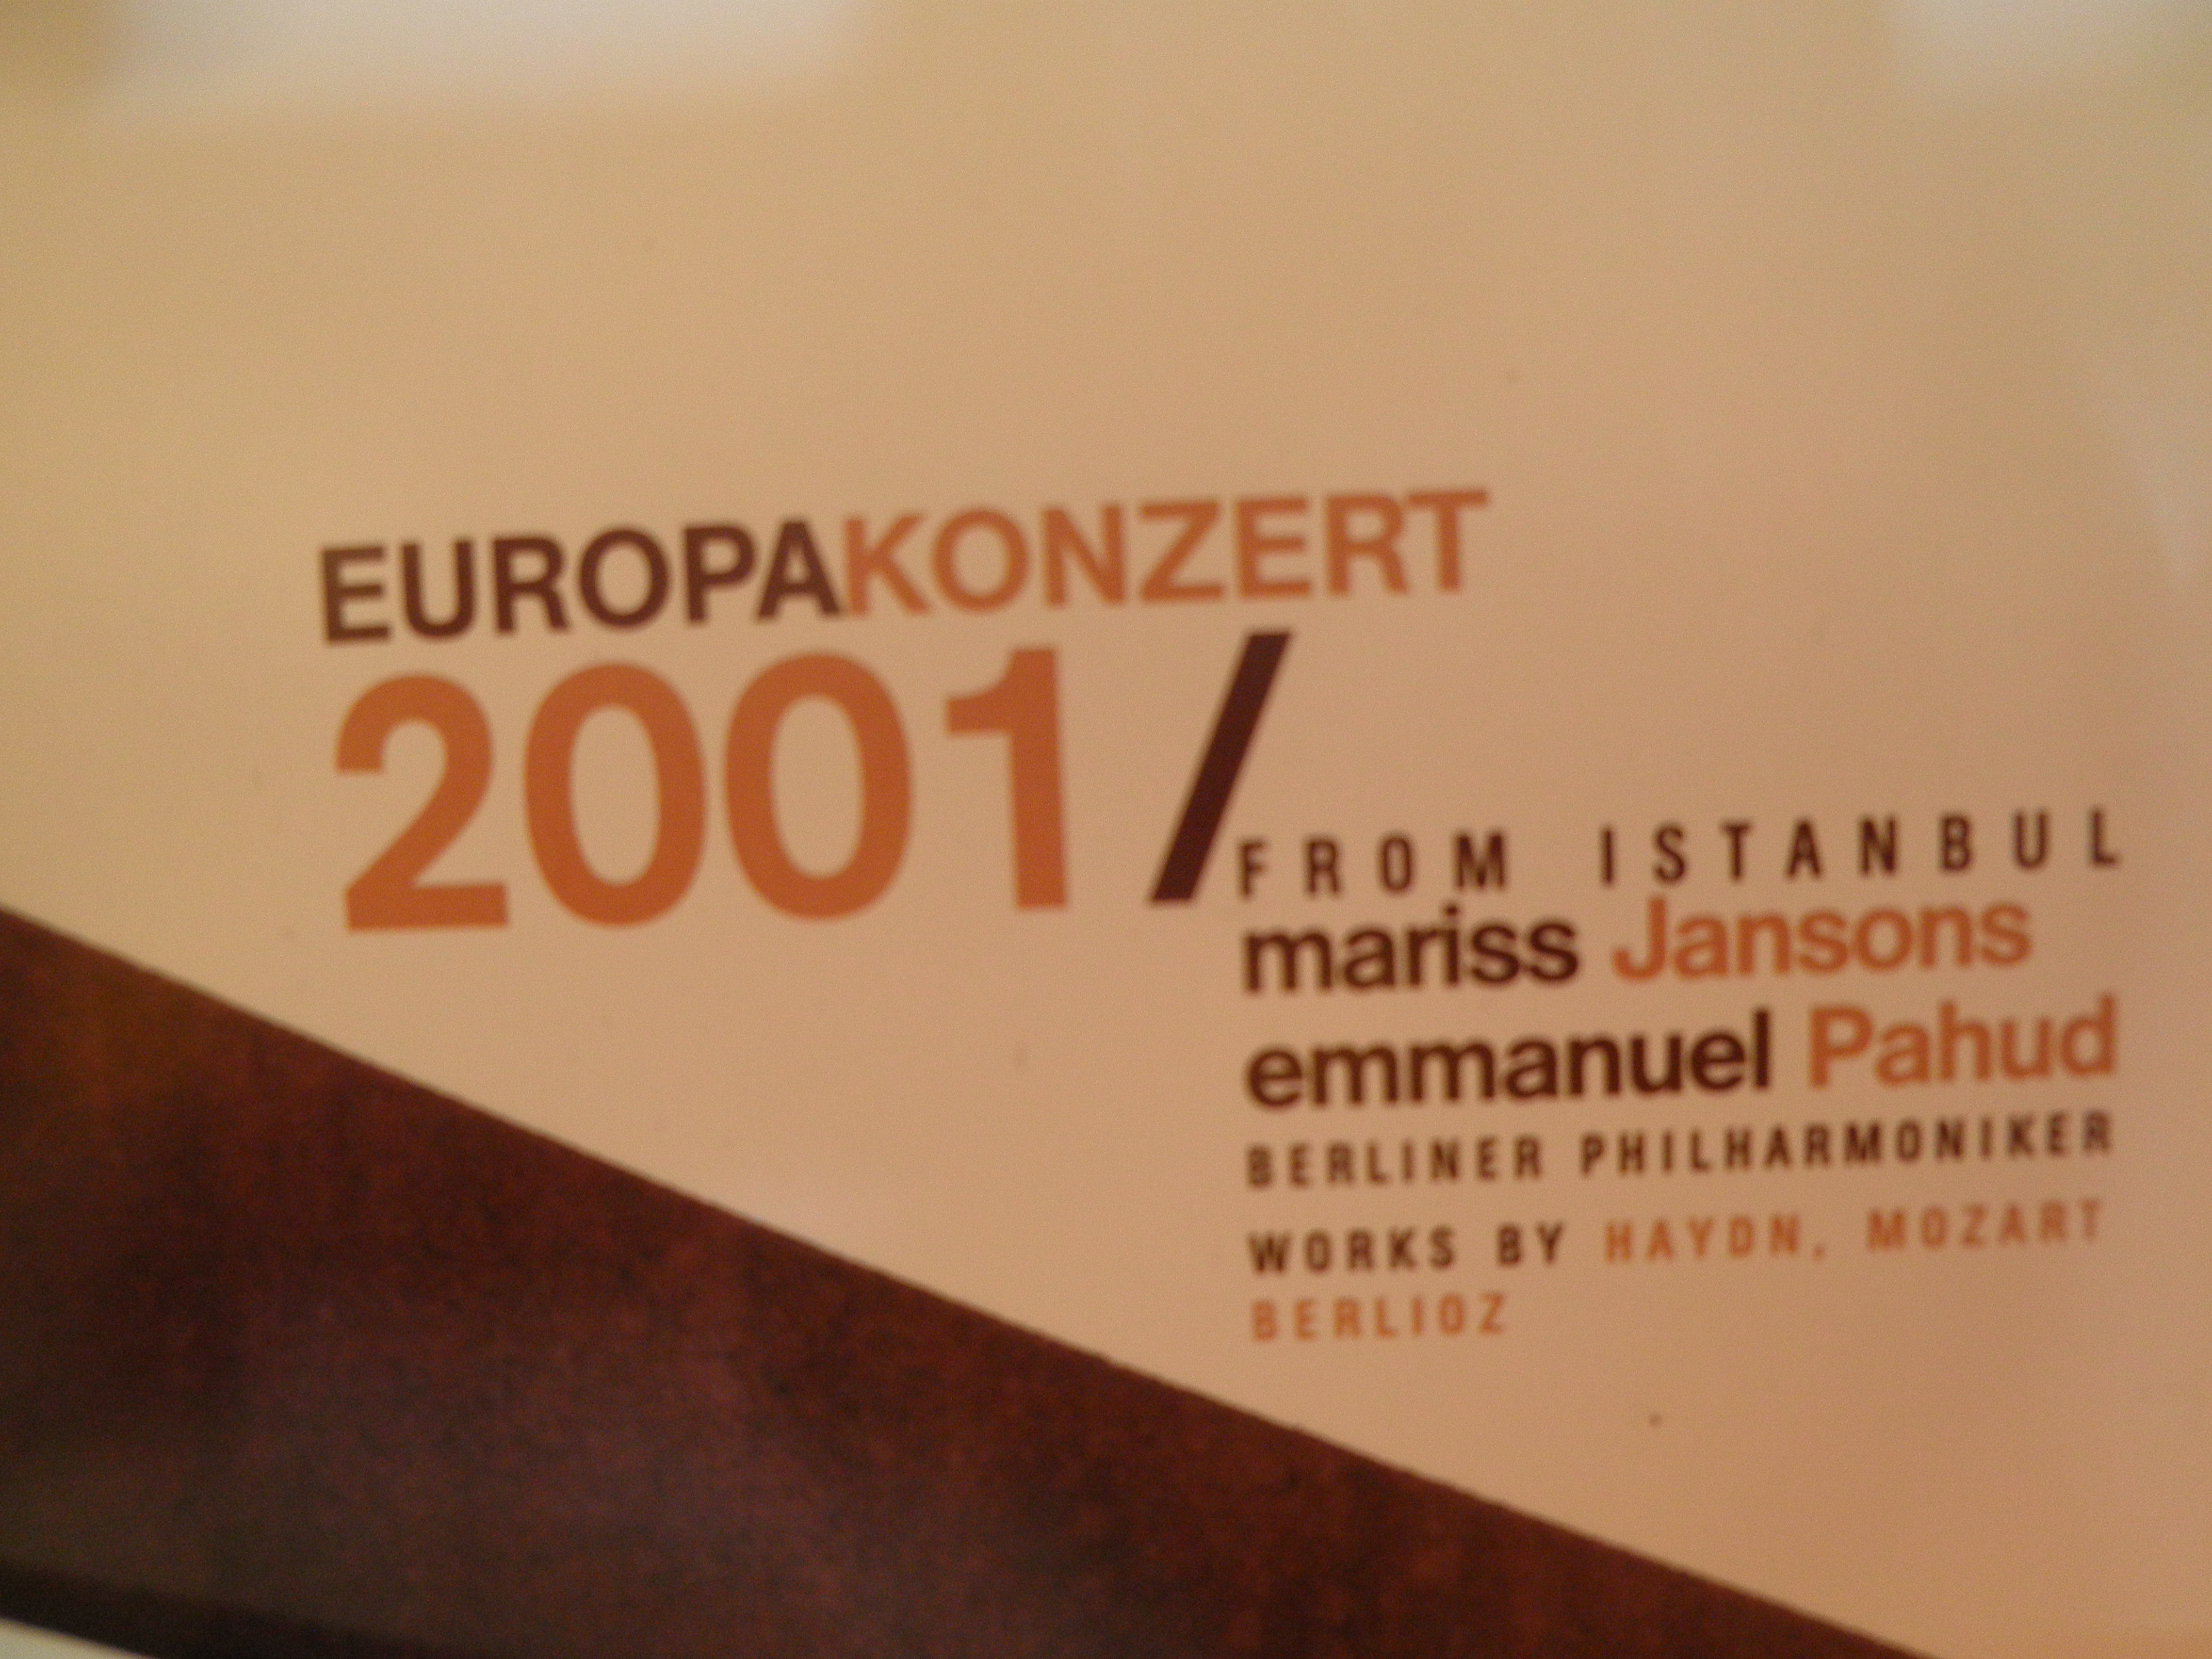 EUROPAKONZERT
2001/
FROM ISTANBUL
mariss Jansons
emmanuel Pahud
BERLINER PHILHARMONIKER
WORKS BY HAYDN, MOZART
BERLIOZ